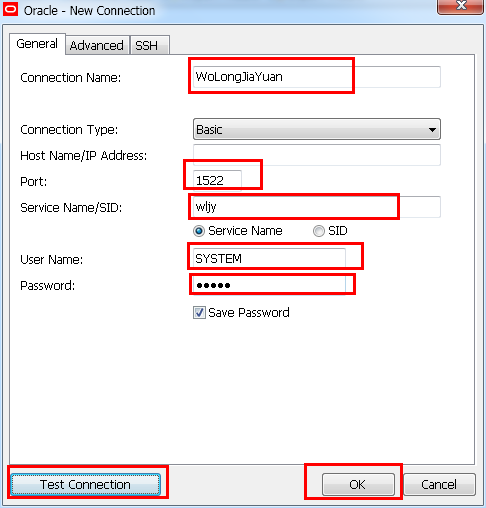 Oracle - New Connection
General Advanced SSH
Connection Name: WoLongJiaYuan
Connection Type: Basic
Host Name/IP Address:
Port: 1522
Service Name/SID: wljy
Service Name SID
User Name: SYSTEM
Password: •••••
Save Password
Test Connection OK Cancel